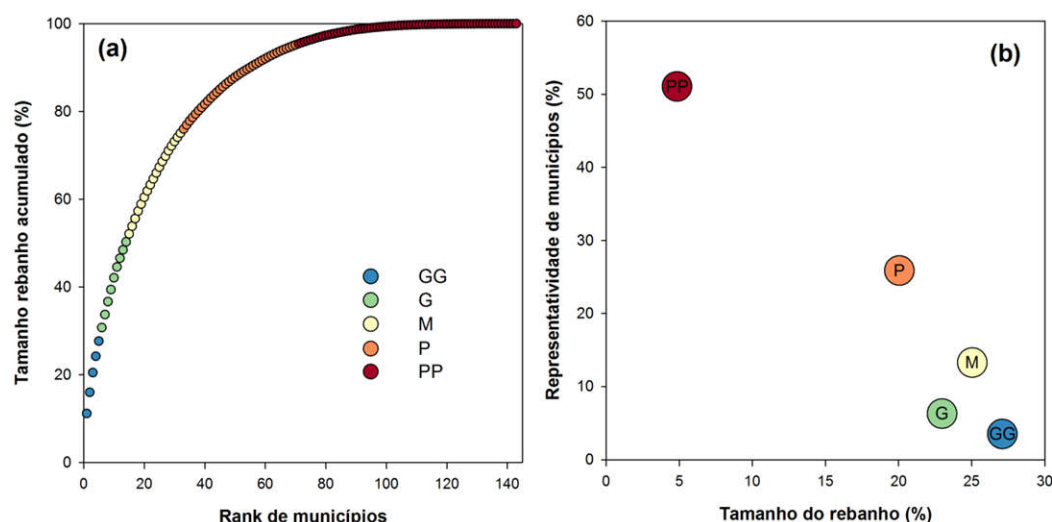 (a)
Tamanho rebanho acumulado (%)
100
80
60
40
20
0
GG
G
M
P
PP
0 20 40 60 80 100 120 140
Rank de municípios
(b)
Representatividade de municípios (%)
60
50
40
30
20
10
0
PP
P
M
G
GG
0 5 10 15 20 25 30
Tamanho do rebanho (%)